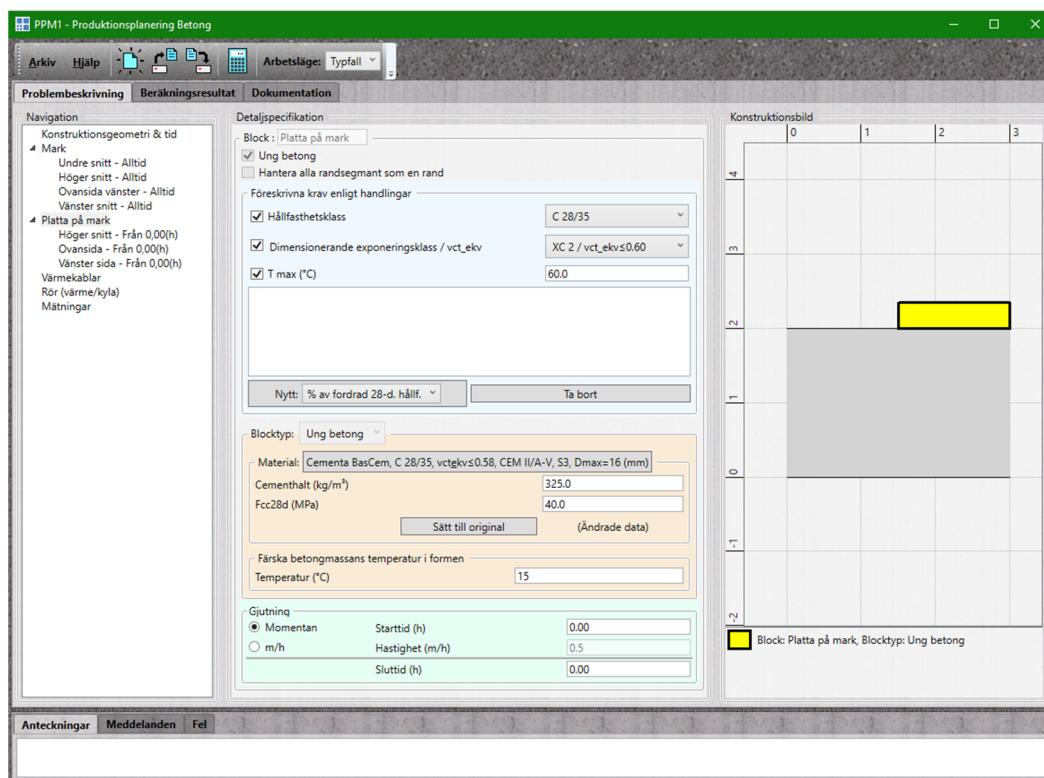 PPM1 - Produktionsplanering Betong
Arkiv Hjälp Arbetsläge: Typfall
Problembeskrivning Beräkningsresultat Dokumentation
Navigation
Konstruktionsgeometri & tid
Mark
Undre snitt - Alltid
Höger snitt - Alltid
Ovansida vänster - Alltid
Vänster snitt - Alltid
Platta på mark
Höger snitt - Från 0,00(h)
Ovansida - Från 0,00(h)
Vänster sida - Från 0,00(h)
Värmekablar
Rör (värme/kyla)
Mätningar
Detaljspecifikation
Block : Platta på mark
Ung betong
Hantera alla randsegmant som en rand
Föreskrivna krav enligt handlingar
Hållfasthetsklass C 28/35
Dimensionerande exponeringsklass / vct_ekv XC 2 / vct_ekv≤0.60
T max (°C) 60.0
Nytt: % av fordrad 28-d. hållf. Ta bort
Blocktyp: Ung betong
Material: Cementa BasCem, C 28/35, vctekv≤0.58, CEM II/A-V, S3, Dmax=16 (mm)
Cementhalt (kg/m³) 325.0
Fcc28d (MPa) 40.0
Sätt till original (Ändrade data)
Färska betongmassans temperatur i formen
Temperatur (°C) 15
Gjutning
Momentan Starttid (h) 0.00
m/h Hastighet (m/h) 0.5
Sluttid (h) 0.00
Konstruktionsbild
0 1 2 3
4
3
2
1
0
-1
-2
Block: Platta på mark, Blocktyp: Ung betong
Anteckningar Meddelanden Fel